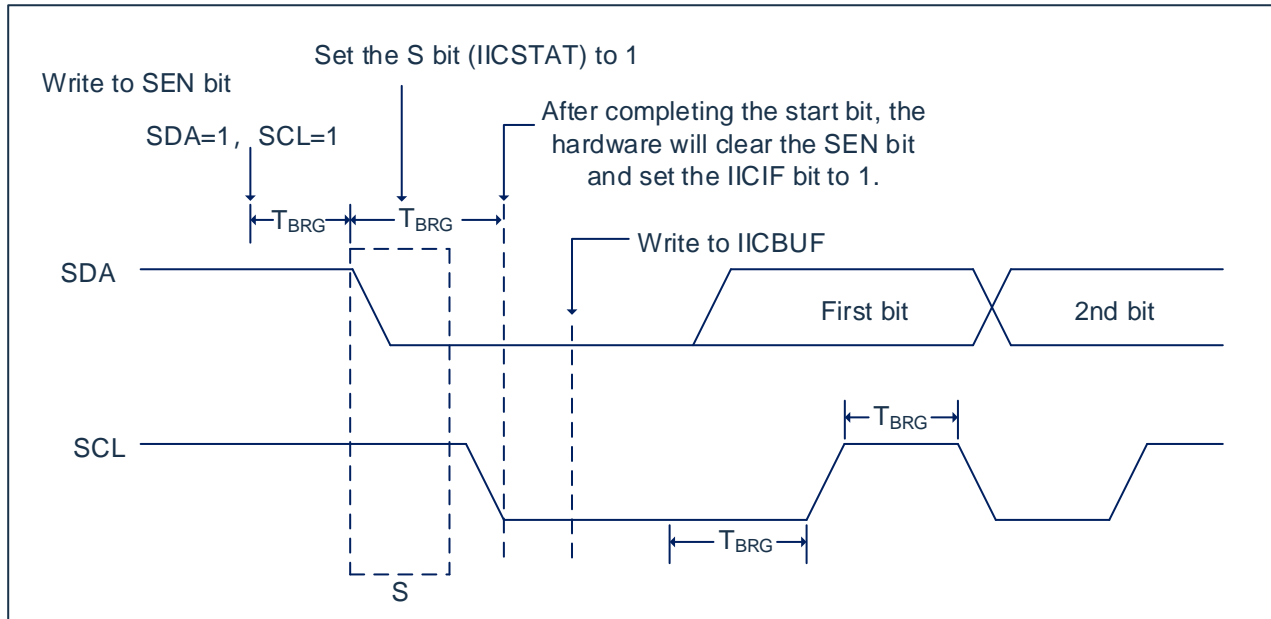 Set the S bit (IICSTAT) to 1
Write to SEN bit
After completing the start bit, the
SDA=1, SCL=1
hardware will clear the SEN bit
and set the IICIF bit to 1.
TBRG
TBRG
Write to IICBUF
SDA
First bit
2nd bit
TBRG
SCL
TBRG
S